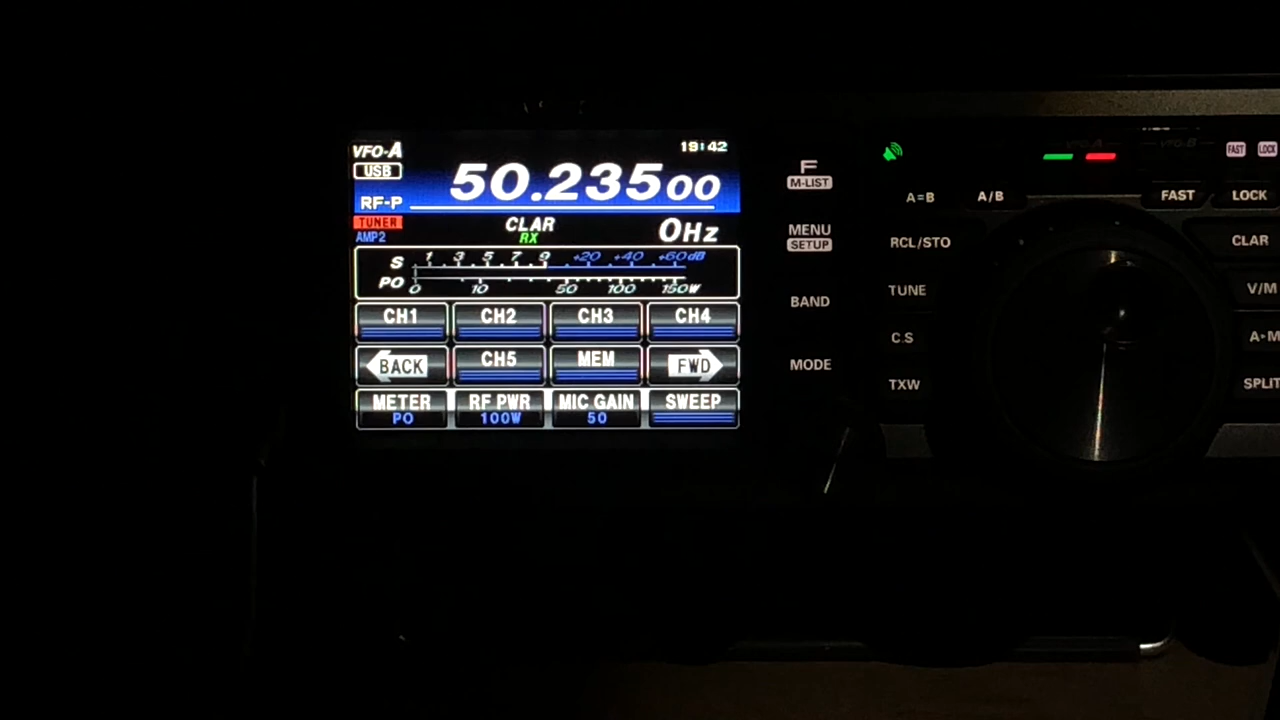 VFO-A 19:42
USB 50.235 00
RF-P
TUNER CLAR 0Hz
AMP2 RX
S 1 3 5 7 9 +20 +40 +60dB
PO 0 10 50 100 150W
CH1 CH2 CH3 CH4
BACK CH5 MEM FWD
METER RF PWR MIC GAIN SWEEP
PO 100W 50
F
M-LIST
MENU
SETUP
BAND
MODE
VFO-A VFO-B FAST LOCK
A=B A/B FAST LOCK
RCL/STO CLAR
TUNE V/M
C.S A▸M
TXW SPLIT